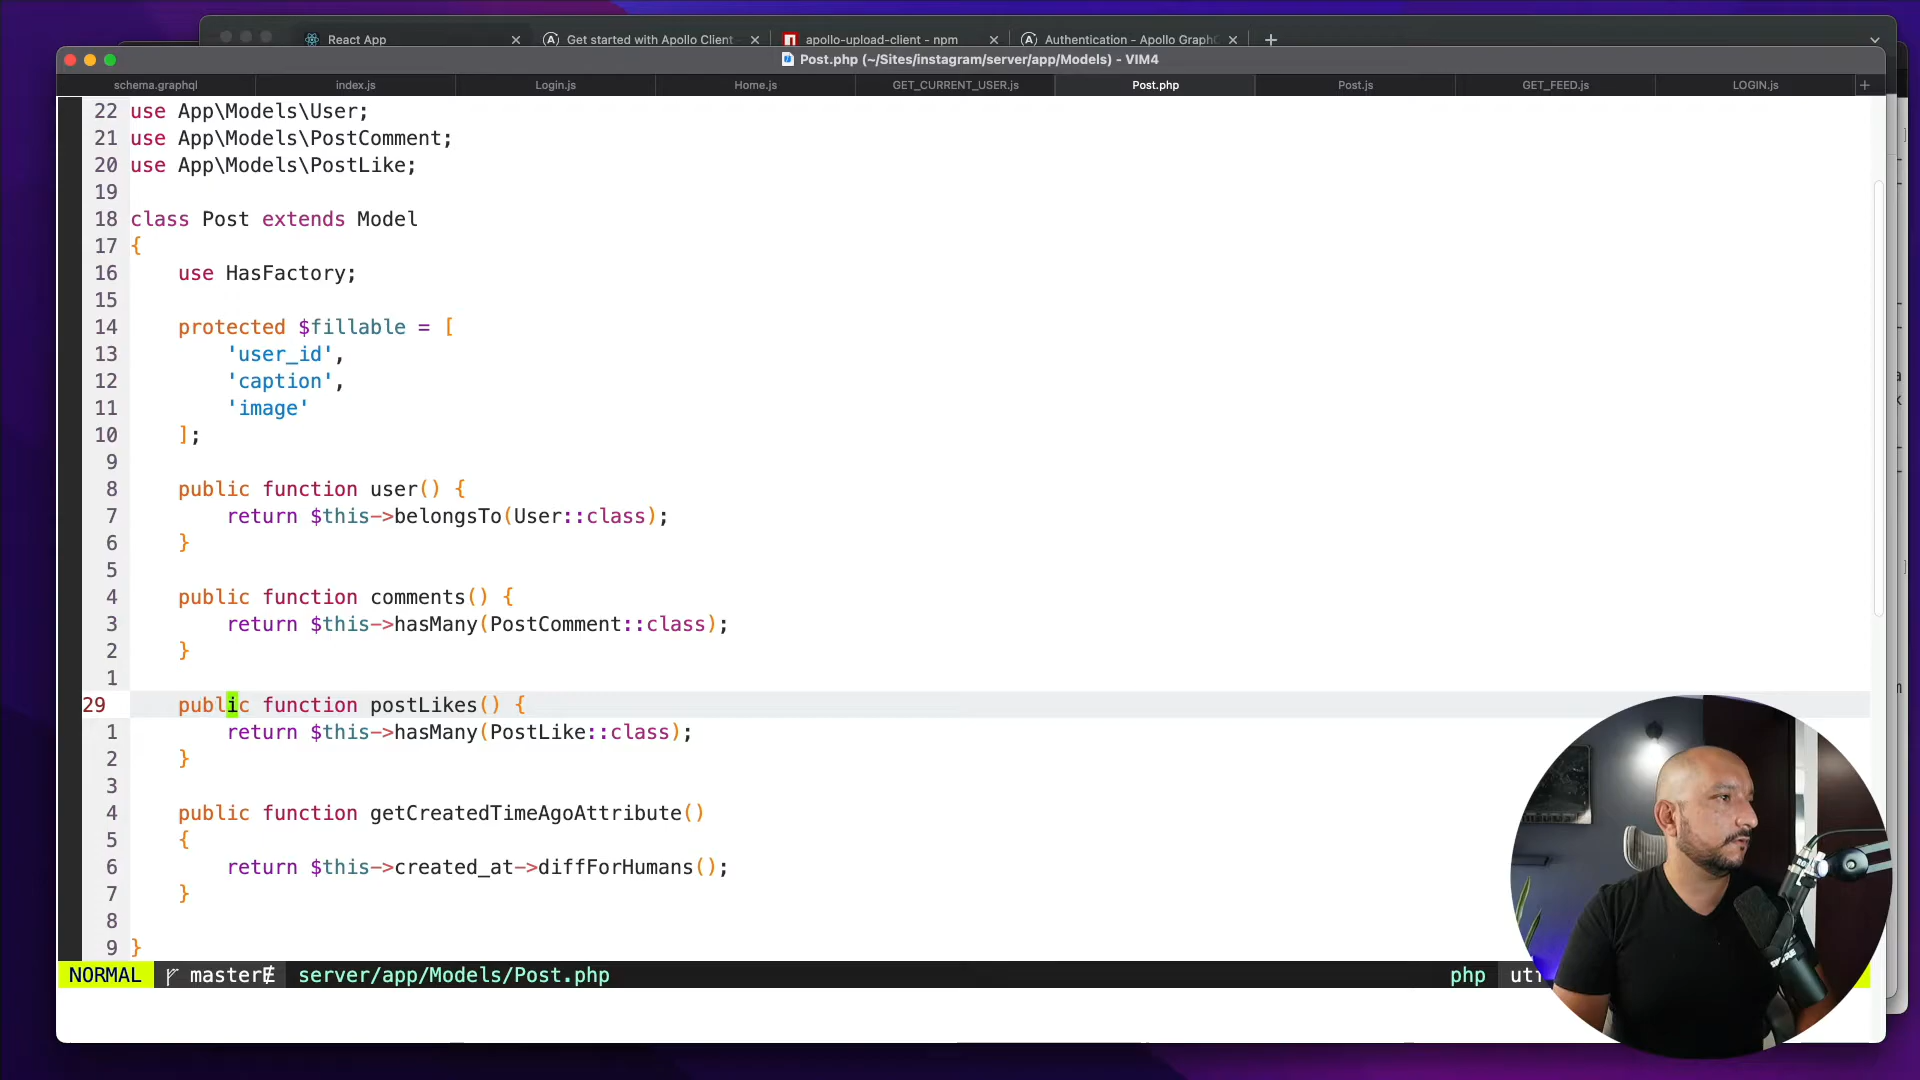 React App
Get started with Apollo Client
apollo-upload-client - npm
Authentication - Apollo Graph
Post.php (~/Sites/instagram/server/app/Models) - VIM4
schema.graphql
index.js
Login.js
Home.js
GET_CURRENT_USER.js
Post.php
Post.js
GET_FEED.js
LOGIN.js
22 use App\Models\User;
21 use App\Models\PostComment;
20 use App\Models\PostLike;
19
18 class Post extends Model
17 {
16 use HasFactory;
15
14 protected $fillable = [
13 'user_id',
12 'caption',
11 'image'
10 ];
9
8 public function user() {
7 return $this->belongsTo(User::class);
6 }
5
4 public function comments() {
3 return $this->hasMany(PostComment::class);
2 }
1
29 public function postLikes() {
1 return $this->hasMany(PostLike::class);
2 }
3
4 public function getCreatedTimeAgoAttribute()
5 {
6 return $this->created_at->diffForHumans();
7 }
8
9 }
NORMAL master server/app/Models/Post.php php